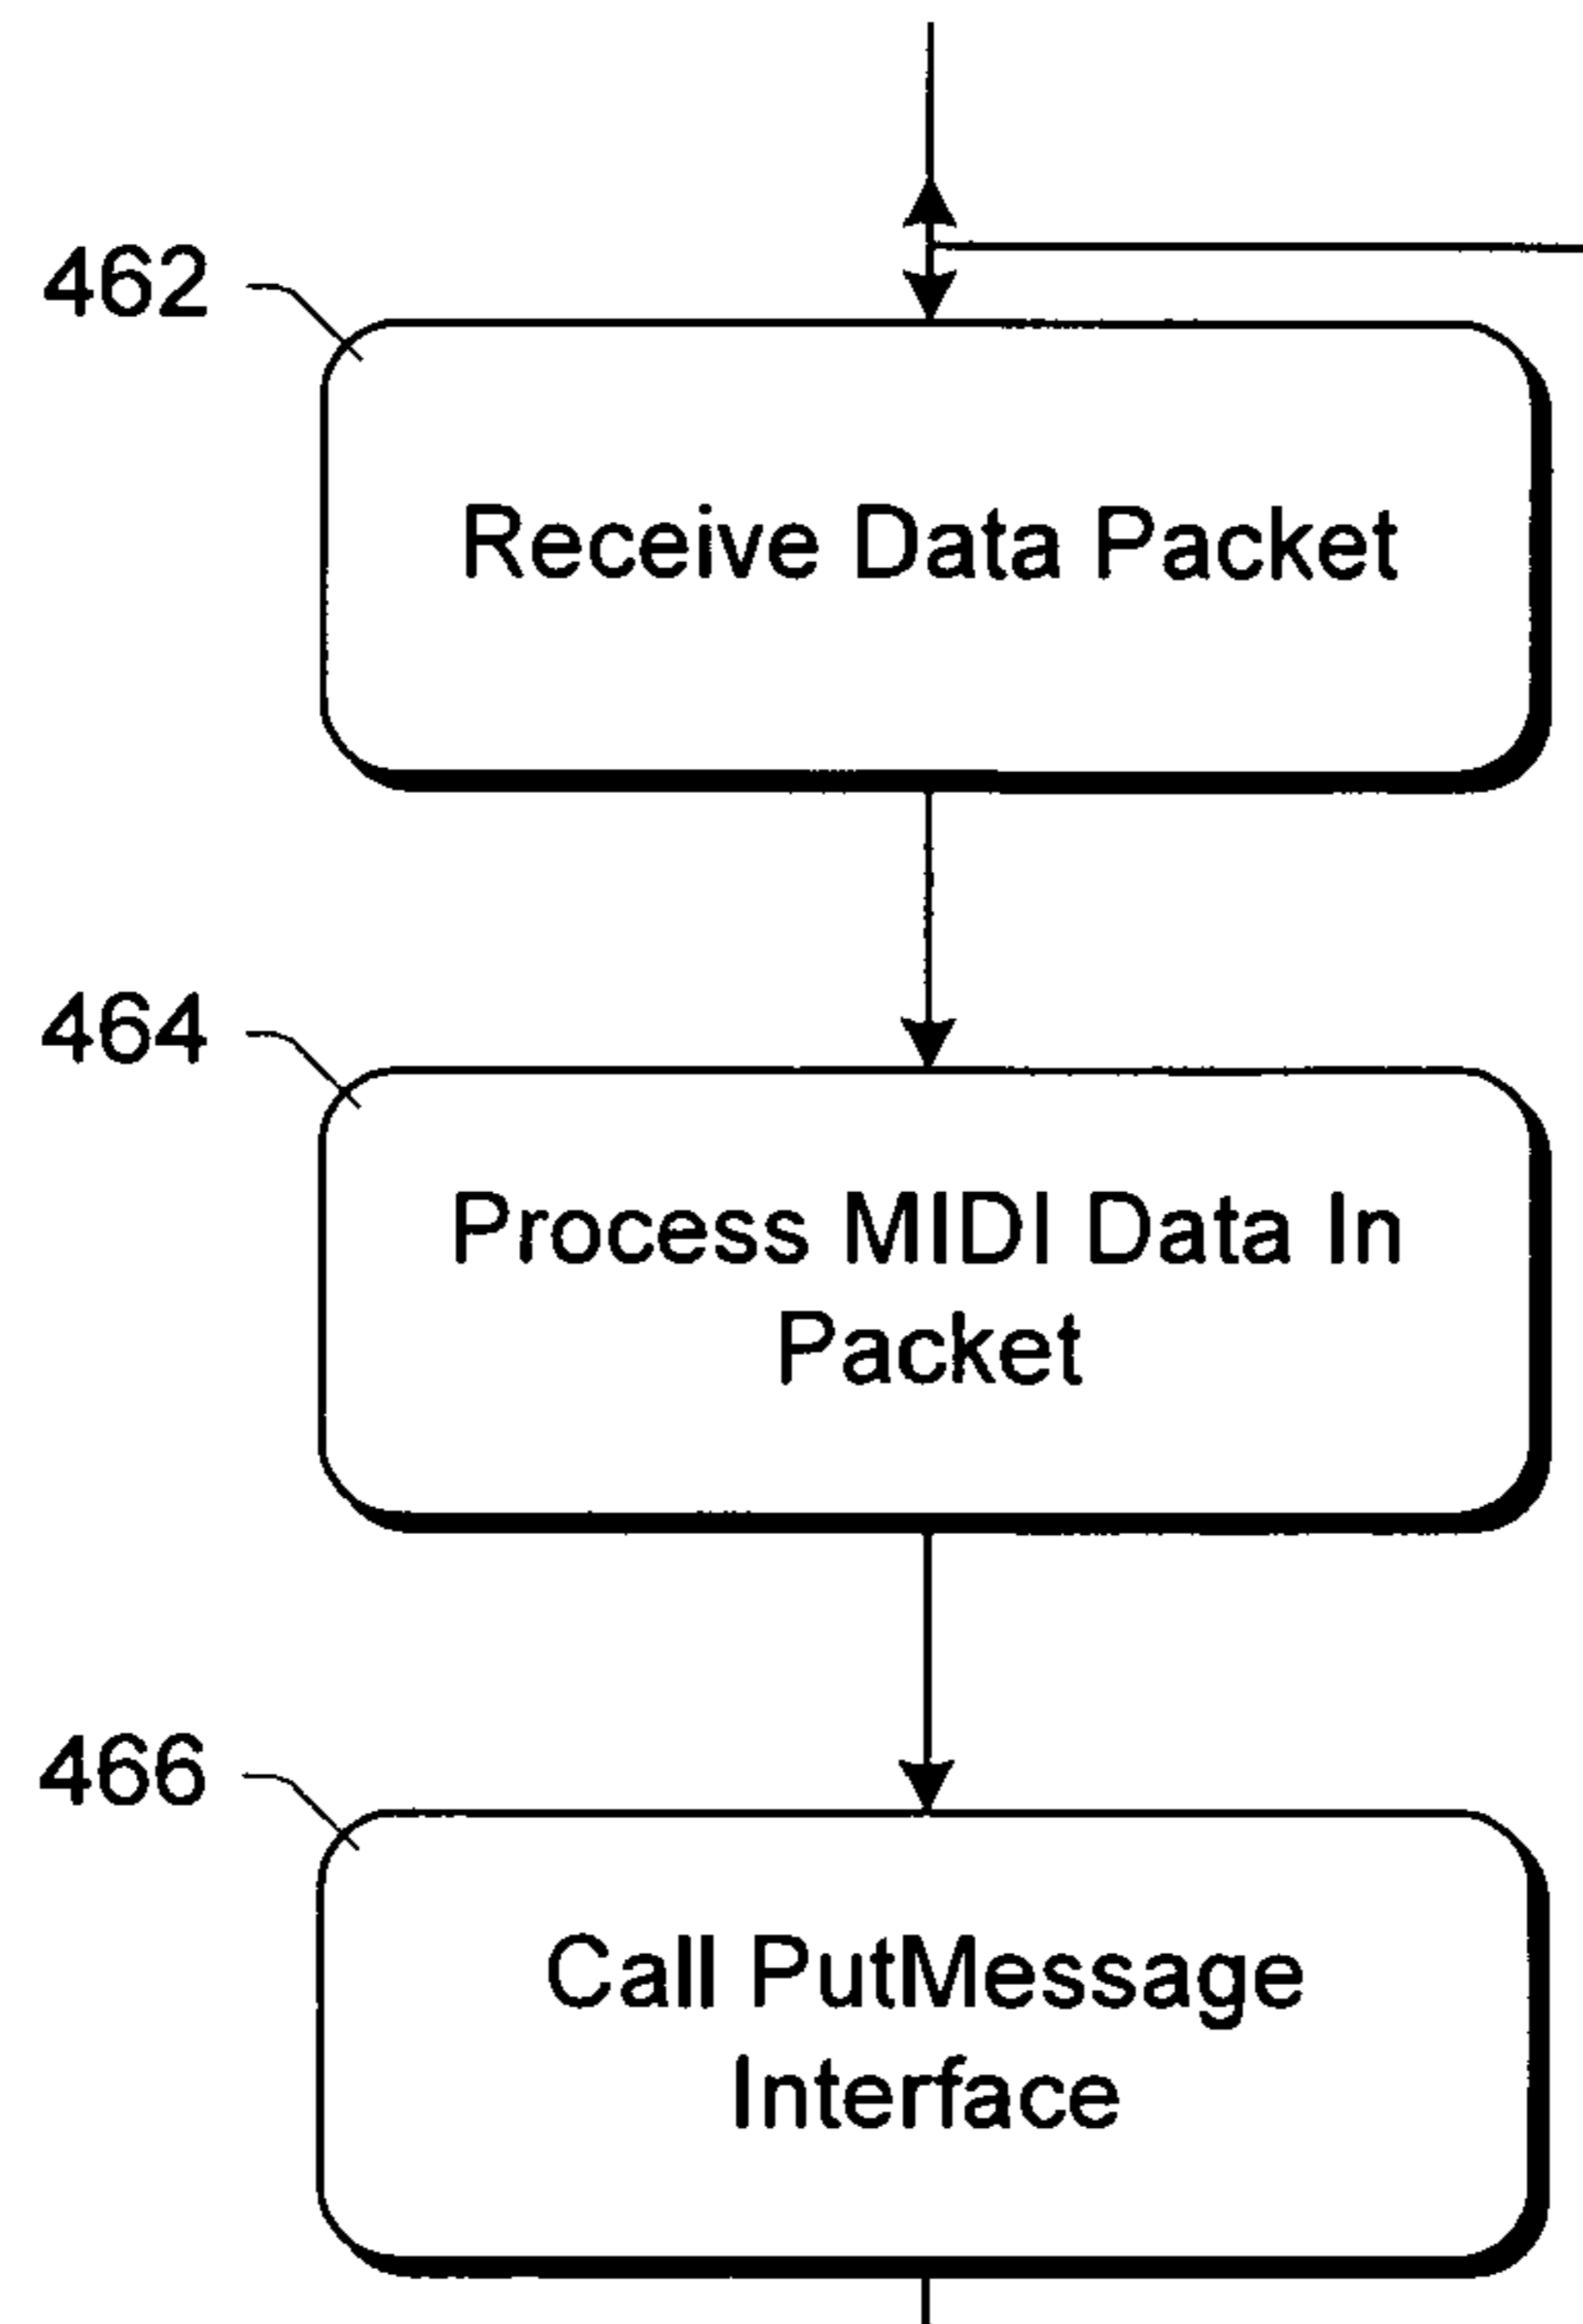 462
Receive Data Packet
464
Process MIDI Data In
Packet
466
Call PutMessage
Interface